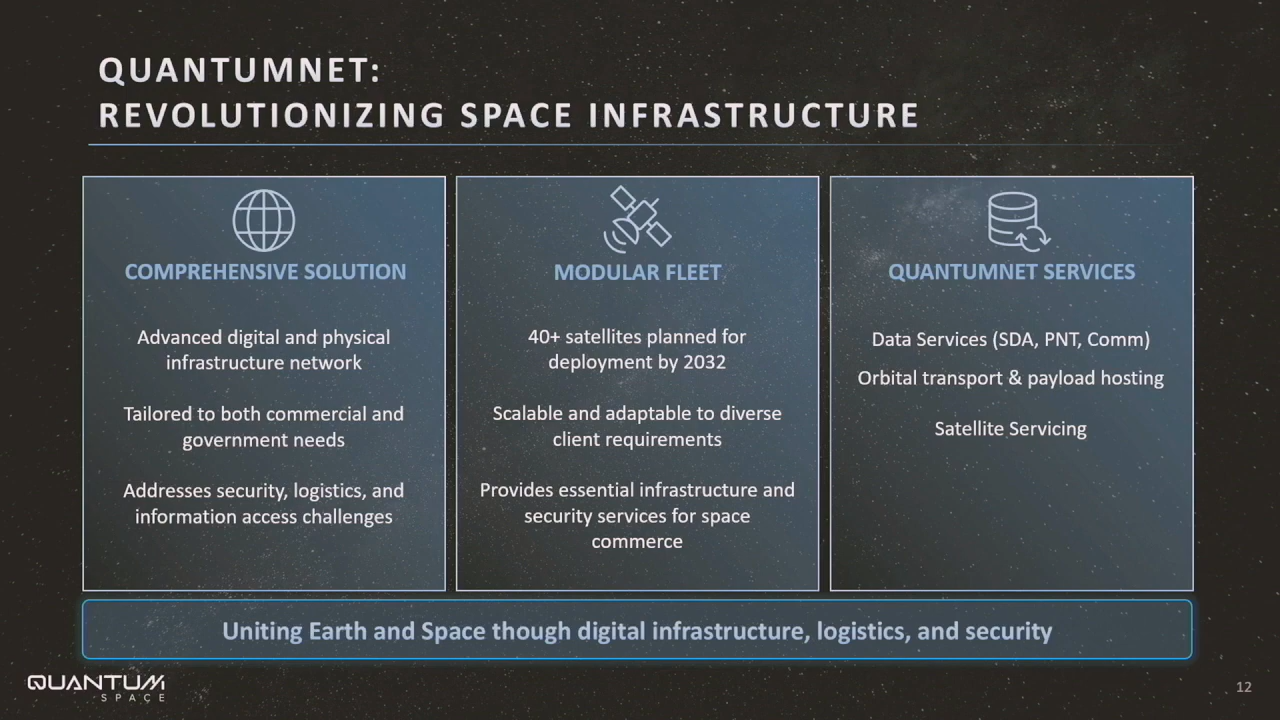 QUANTUMNET:
REVOLUTIONIZING SPACE INFRASTRUCTURE
COMPREHENSIVE SOLUTION
Advanced digital and physical
infrastructure network
Tailored to both commercial and
government needs
Addresses security, logistics, and
information access challenges
MODULAR FLEET
40+ satellites planned for
deployment by 2032
Scalable and adaptable to diverse
client requirements
Provides essential infrastructure and
security services for space
commerce
QUANTUMNET SERVICES
Data Services (SDA, PNT, Comm)
Orbital transport & payload hosting
Satellite Servicing
Uniting Earth and Space though digital infrastructure, logistics, and security
QUANTUM
SPACE
12